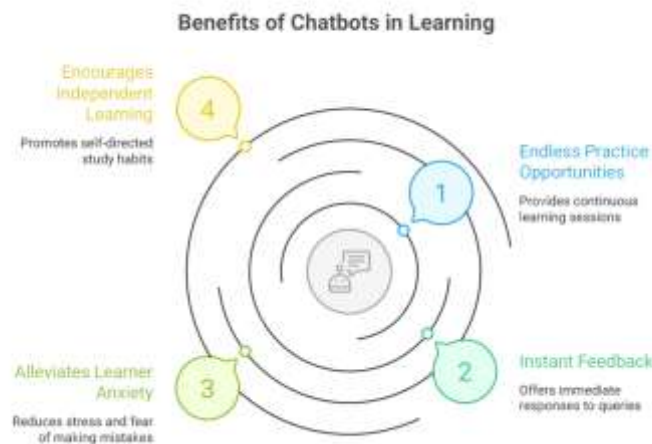 Benefits of Chatbots in Learning
Encourages
Independent
Learning
Promotes self-directed
study habits
4
1
Endless Practice
Opportunities
Provides continuous
learning sessions
2
Instant Feedback
Offers immediate
responses to queries
Alleviates Learner
Anxiety
Reduces stress and fear
of making mistakes
3